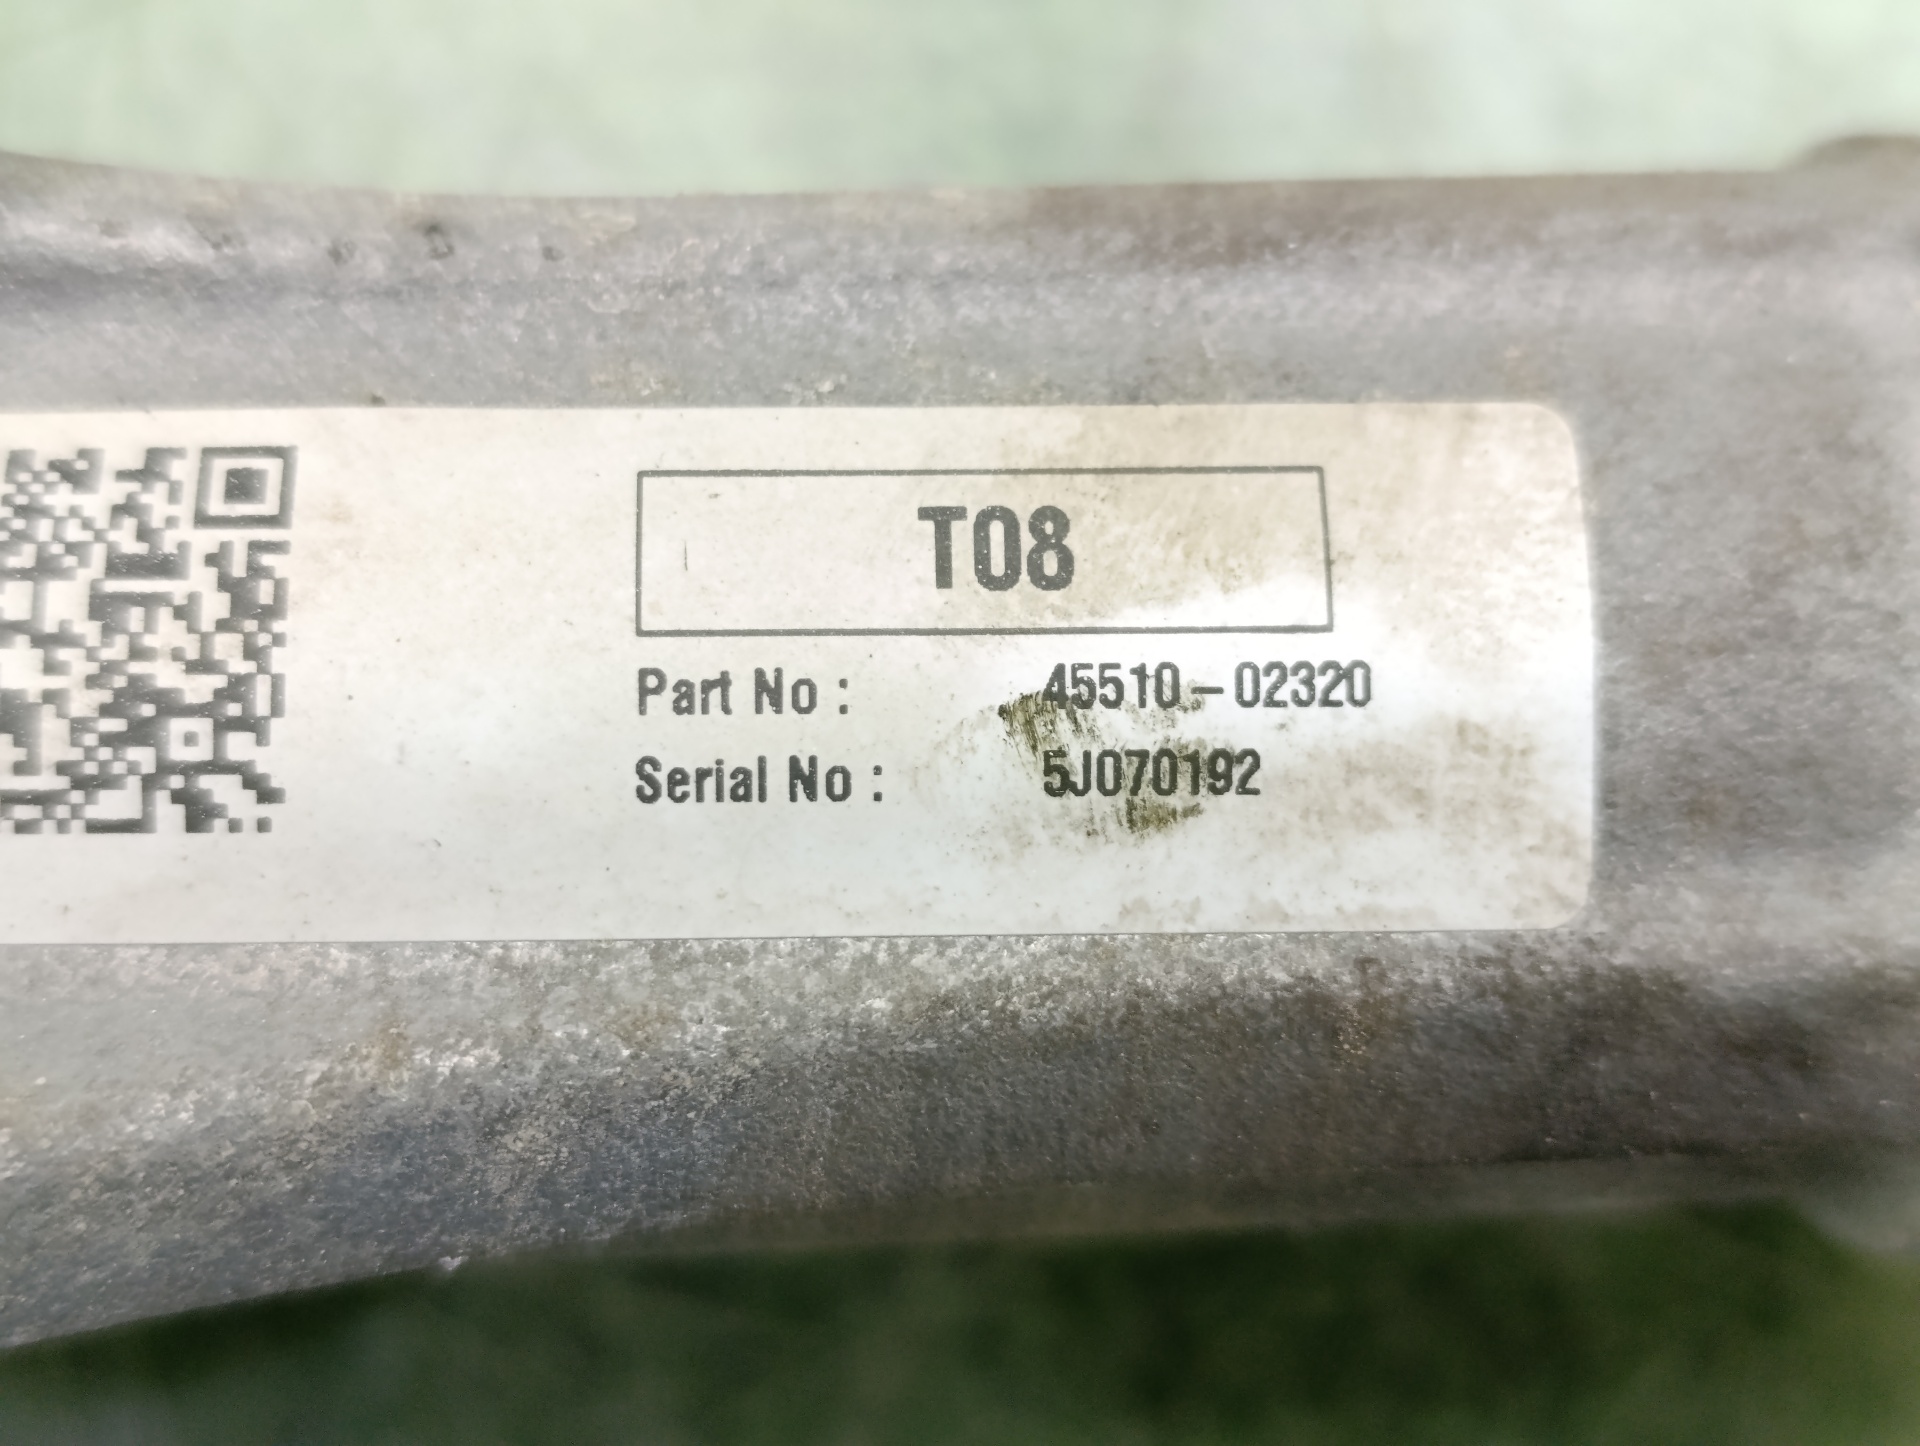 T08
Part No : 45510-02320
Serial No : 5J070192